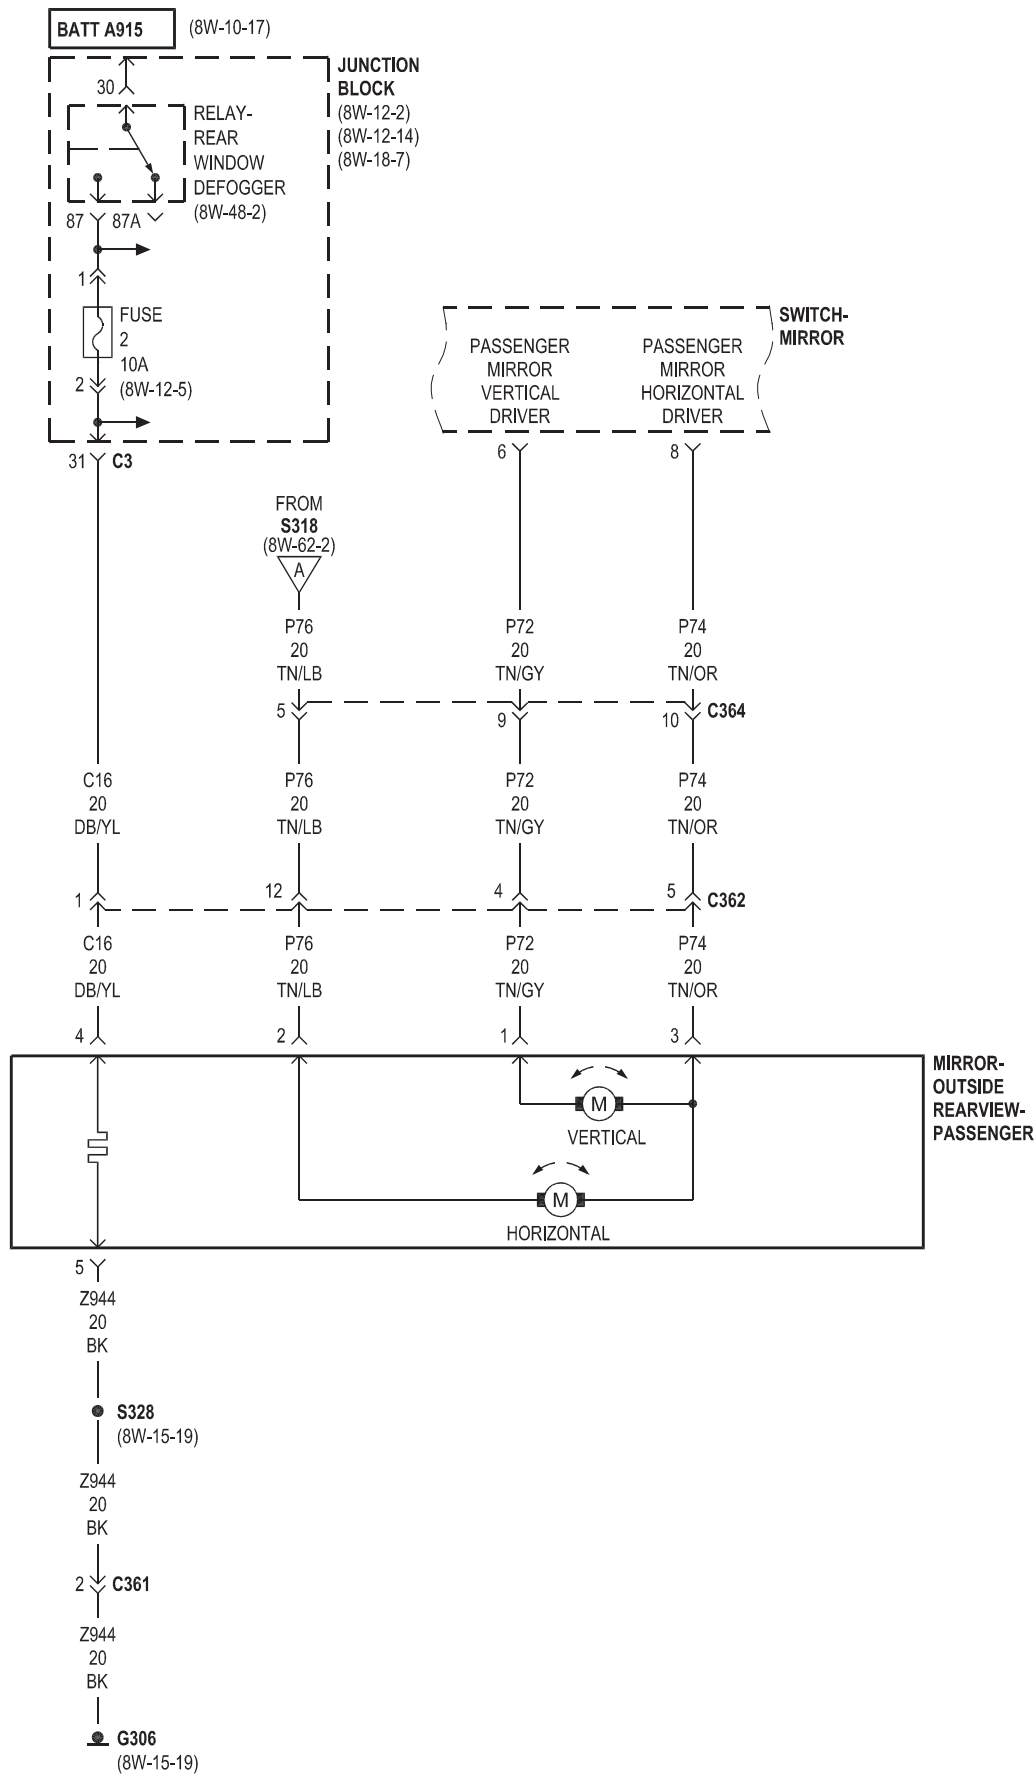 BATT A915 (8W-10-17)
JUNCTION
BLOCK
(8W-12-2)
(8W-12-14)
(8W-18-7)
30
RELAY-
REAR
WINDOW
DEFOGGER
(8W-48-2)
87 87A
1
FUSE
2
10A
(8W-12-5)
2
31 C3
SWITCH-
MIRROR
PASSENGER
MIRROR
VERTICAL
DRIVER
PASSENGER
MIRROR
HORIZONTAL
DRIVER
6 8
FROM
S318
(8W-62-2)
A
P76 P72 P74
20 20 20
TN/LB TN/GY TN/OR
5 9 10 C364
C16 P76 P72 P74
20 20 20 20
DB/YL TN/LB TN/GY TN/OR
1 12 4 5 C362
C16 P76 P72 P74
20 20 20 20
DB/YL TN/LB TN/GY TN/OR
4 2 1 3
MIRROR-
OUTSIDE
REARVIEW-
PASSENGER
M
VERTICAL
M
HORIZONTAL
5
Z944
20
BK
S328
(8W-15-19)
Z944
20
BK
2 C361
Z944
20
BK
G306
(8W-15-19)